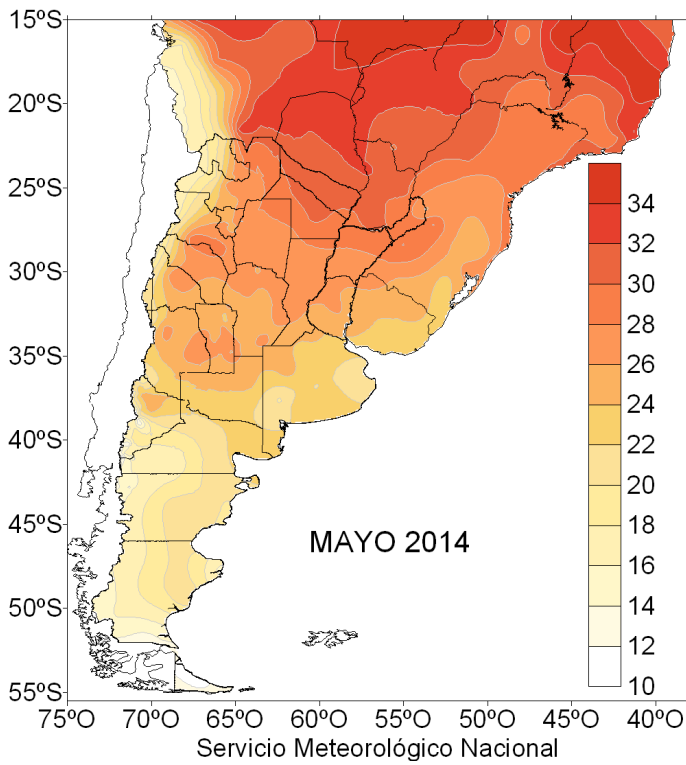 15ºS
20ºS
25ºS
30ºS
35ºS
40ºS
45ºS
50ºS
55ºS
34
32
30
28
26
24
22
20
18
16
14
12
10
MAYO 2014
75ºO 70ºO 65ºO 60ºO 55ºO 50ºO 45ºO 40ºO
Servicio Meteorológico Nacional